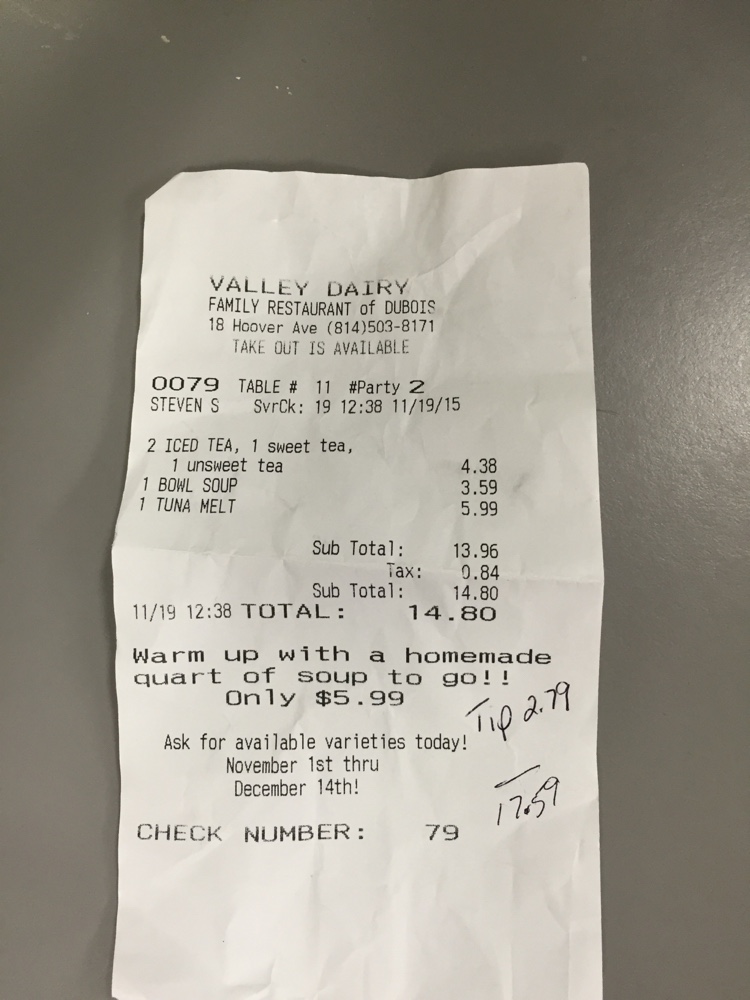 VALLEY DAIRY
FAMILY RESTAURANT of DUBOIS
18 Hoover Ave (814)503-8171
TAKE OUT IS AVAILABLE
0079 TABLE # 11 #Party 2
STEVEN S SvrCk: 19 12:38 11/19/15
2 ICED TEA, 1 sweet tea,
1 unsweet tea 4.38
1 BOWL SOUP 3.59
1 TUNA MELT 5.99
Sub Total: 13.96
Tax: 0.84
Sub Total: 14.80
11/19 12:38 TOTAL: 14.80
Warm up with a homemade
quart of soup to go!!
Only $5.99
Tip 2.79
Ask for available varieties today!
November 1st thru
December 14th!
17.59
CHECK NUMBER: 79